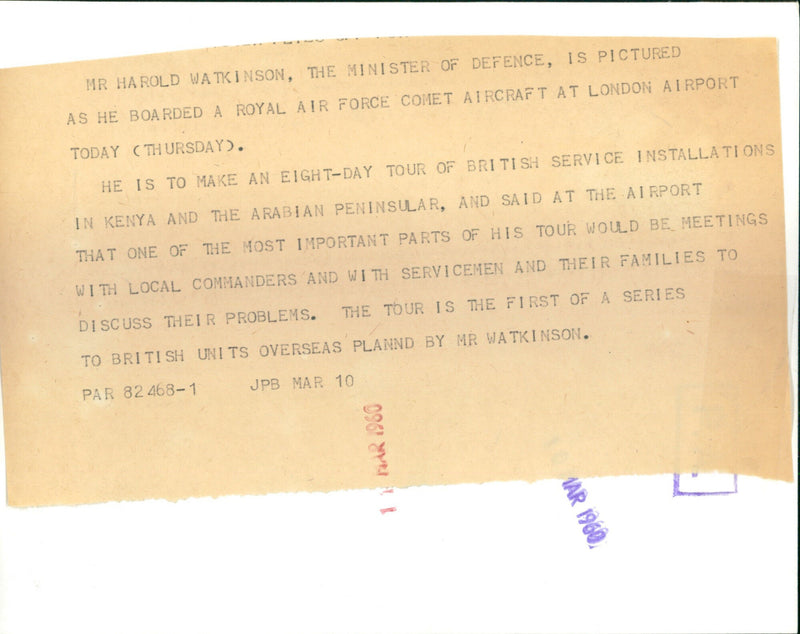 MR HAROLD WATKINSON, THE MINISTER OF DEFENCE, IS PICTURED
AS HE BOARDED A ROYAL AIR FORCE COMET AIRCRAFT AT LONDON AIRPORT
TODAY (THURSDAY).
HE IS TO MAKE AN EIGHT-DAY TOUR OF BRITISH SERVICE INSTALLATIONS
IN KENYA AND THE ARABIAN PENINSULAR, AND SAID AT THE AIRPORT
THAT ONE OF THE MOST IMPORTANT PARTS OF HIS TOUR WOULD BE MEETINGS
WITH LOCAL COMMANDERS AND WITH SERVICEMEN AND THEIR FAMILIES TO
DISCUSS THEIR PROBLEMS. THE TOUR IS THE FIRST OF A SERIES
TO BRITISH UNITS OVERSEAS PLANND BY MR WATKINSON.
PAR 82468-1 JPB MAR 10
MAR 1960
MAR 1960